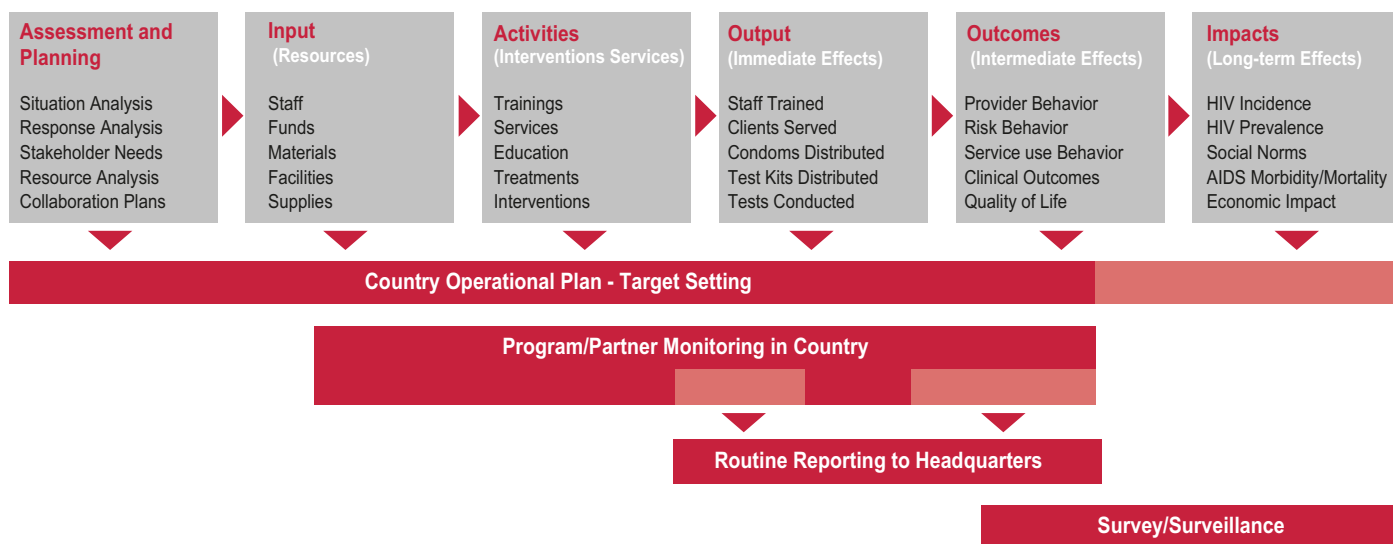 Assessment and
Planning
Situation Analysis
Response Analysis
Stakeholder Needs
Resource Analysis
Collaboration Plans
Input
(Resources)
Staff
Funds
Materials
Facilities
Supplies
Activities
(Interventions Services)
Trainings
Services
Education
Treatments
Interventions
Output
(Immediate Effects)
Staff Trained
Clients Served
Condoms Distributed
Test Kits Distributed
Tests Conducted
Outcomes
(Intermediate Effects)
Provider Behavior
Risk Behavior
Service use Behavior
Clinical Outcomes
Quality of Life
Impacts
(Long-term Effects)
HIV Incidence
HIV Prevalence
Social Norms
AIDS Morbidity/Mortality
Economic Impact
Country Operational Plan - Target Setting
Program/Partner Monitoring in Country
Routine Reporting to Headquarters
Survey/Surveillance